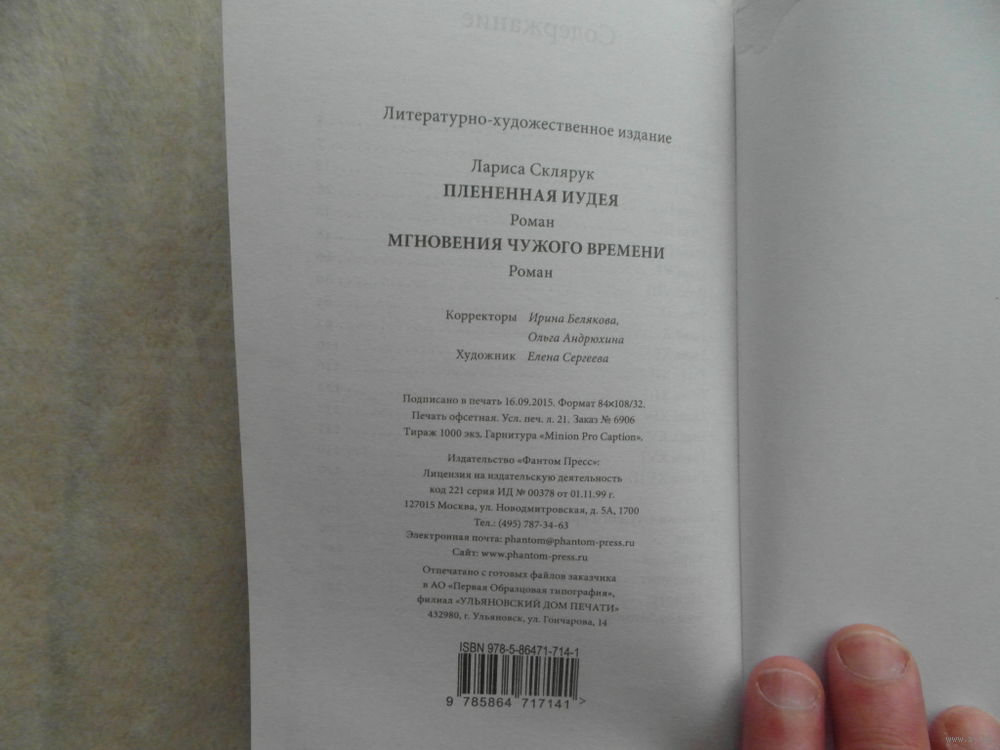 Литературно-художественное издание
Лариса Склярук
ПЛЕНЕННАЯ ИУДЕЯ
Роман
МГНОВЕНИЯ ЧУЖОГО ВРЕМЕНИ
Роман
Корректоры Ирина Белякова,
Ольга Андрюхина
Художник Елена Сергеева
Подписано в печать 16.09.2015. Формат 84×108/32.
Печать офсетная. Усл. печ. л. 21. Заказ № 6906
Тираж 1000 экз. Гарнитура «Minion Pro Caption».
Издательство «Фантом Пресс»:
Лицензия на издательскую деятельность
код 221 серия ИД № 00378 от 01.11.99 г.
127015 Москва, ул. Новодмитровская, д. 5А, 1700
Тел.: (495) 787-34-63
Электронная почта: phantom@phantom-press.ru
Сайт: www.phantom-press.ru
Отпечатано с готовых файлов заказчика
в АО «Первая Образцовая типография»,
филиал «УЛЬЯНОВСКИЙ ДОМ ПЕЧАТИ»
432980, г. Ульяновск, ул. Гончарова, 14
ISBN 978-5-86471-714-1
9 785864 717141 >